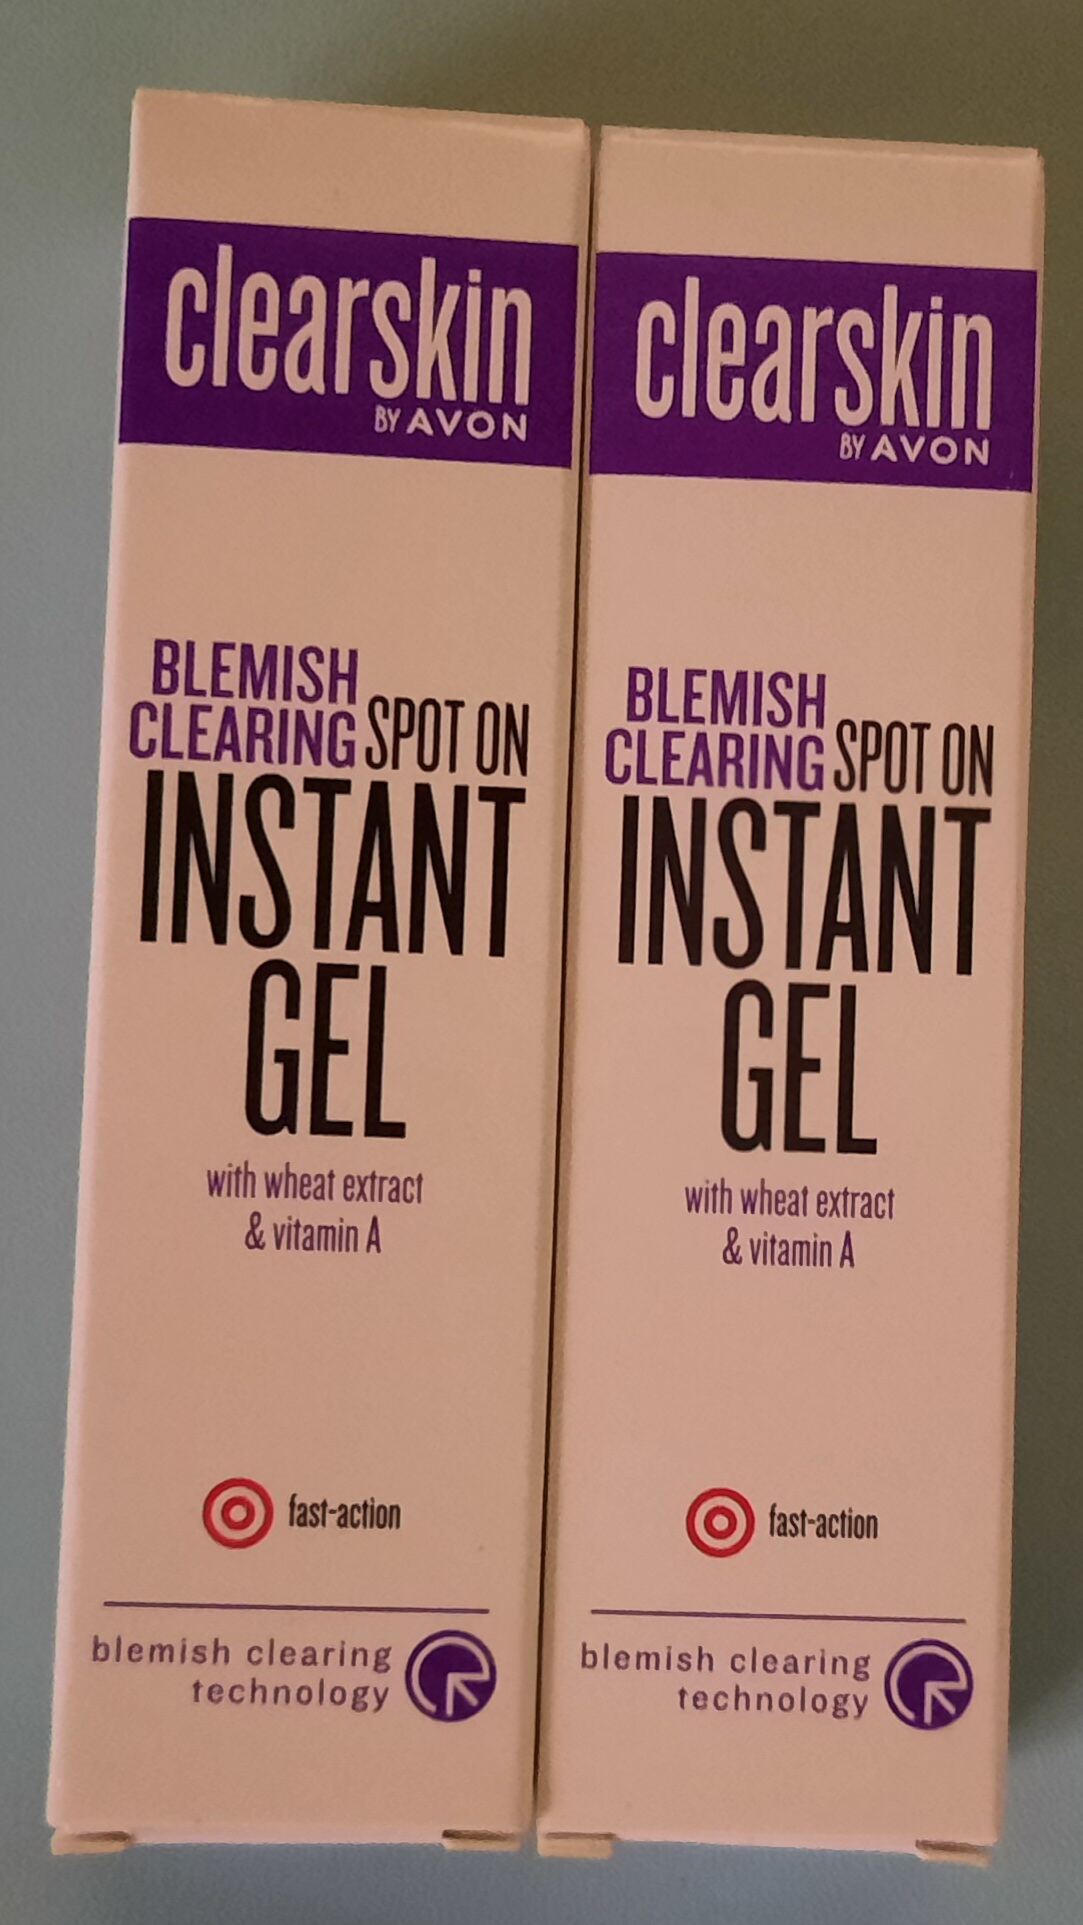 clearskin
BY AVON
BLEMISH
CLEARING SPOT ON
INSTANT
GEL
with wheat extract
& vitamin A
fast-action
blemish clearing
technology
clearskin
BY AVON
BLEMISH
CLEARING SPOT ON
INSTANT
GEL
with wheat extract
& vitamin A
fast-action
blemish clearing
technology